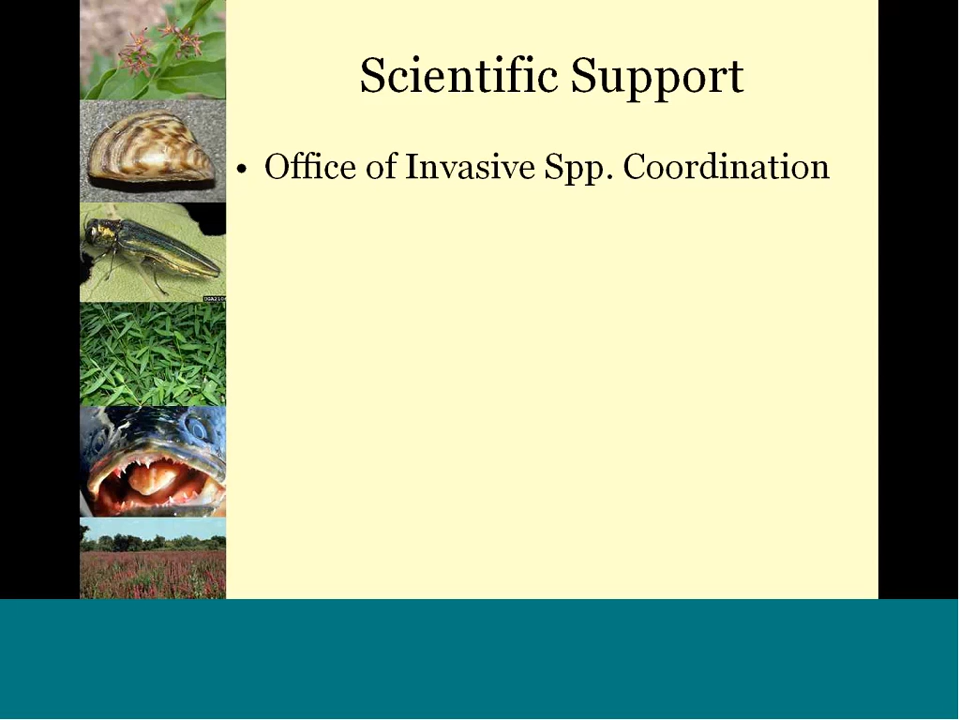 Scientific Support
• Office of Invasive Spp. Coordination